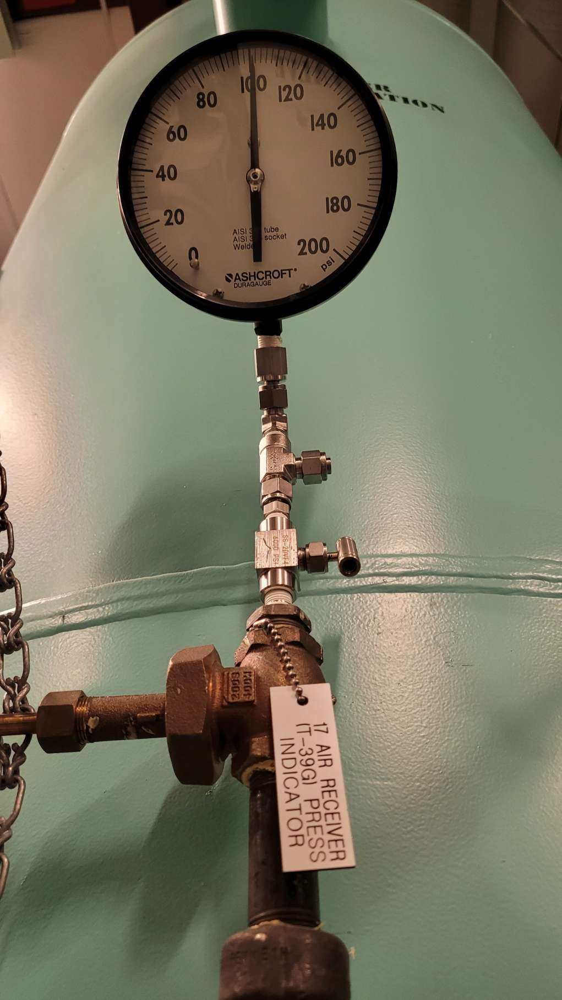 0
20
40
60
80
100
120
140
160
180
200
psi
AISI tube
AISI socket
ASHCROFT
DURAGAUGE
6000 PSI
17 AIR RECEIVER
(T-39G) PRESS
INDICATOR